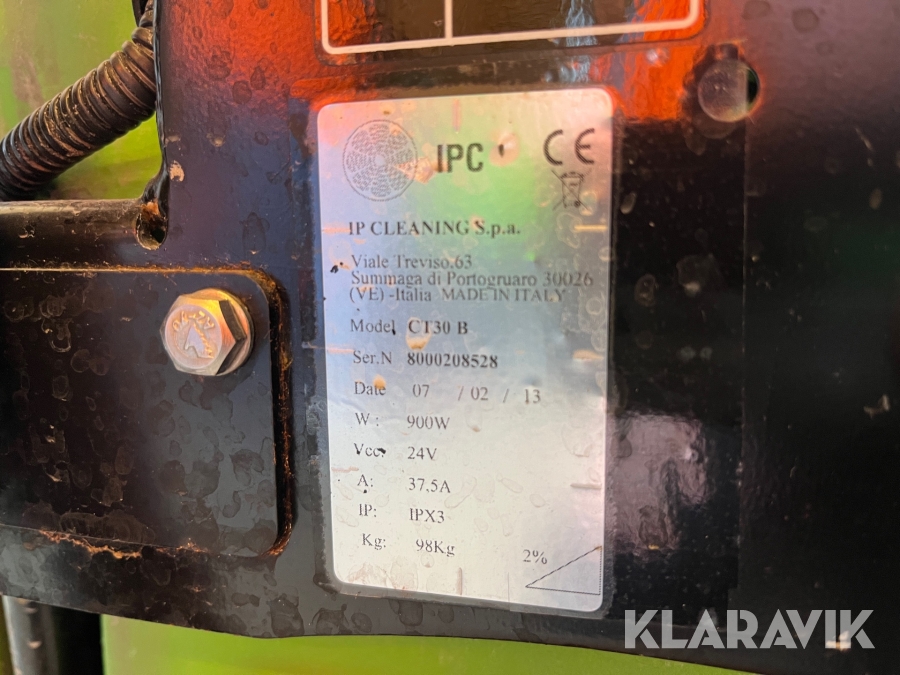 IPC
CE
IP CLEANING S.p.a.
Viale Treviso.63
Summaga di Portogruaro 30026
(VE) -Italia MADE IN ITALY
Model CT30 B
Ser.N 8000208528
Date 07 / 02 / 13
W: 900W
Vcc: 24V
A: 37.5A
IP: IPX3
Kg: 98Kg
2%
KLARAVIK